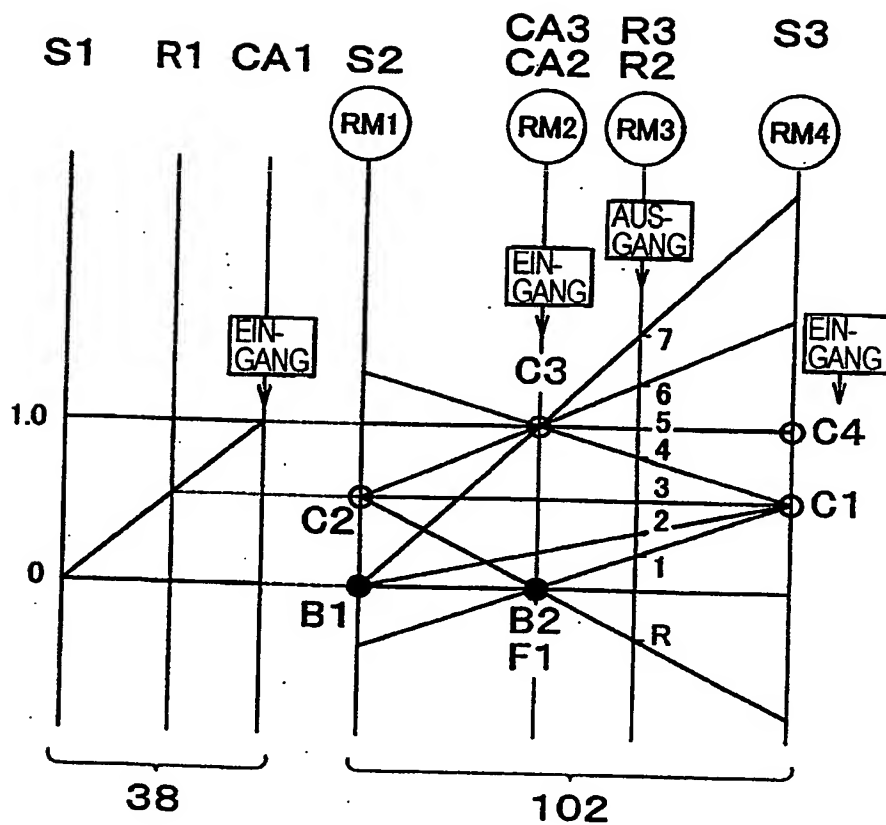 S1 R1 CA1 S2 CA3 R3 S3
CA2 R2
RM1 RM2 RM3 RM4
AUS-
GANG
EIN-
GANG
EIN-
GANG
EIN-
GANG
7
6
C3
1.0
5
C4
4
3
C2
C1
2
0
1
B1
B2
F1
R
38
102